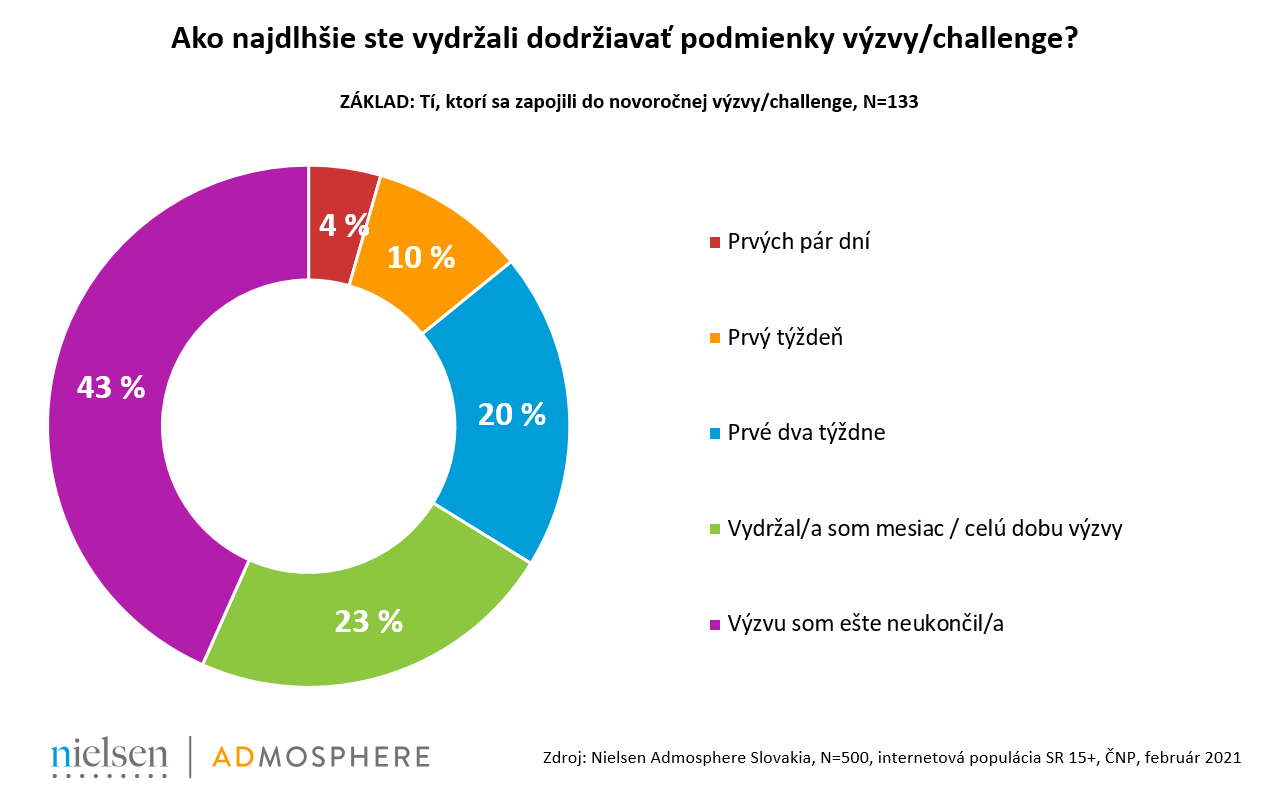 Ako najdlhšie ste vydržali dodržiavať podmienky výzvy/challenge?
ZÁKLAD: Tí, ktorí sa zapojili do novoročnej výzvy/challenge, N=133
4 %
10 %
20 %
23 %
43 %
Prvých pár dní
Prvý týždeň
Prvé dva týždne
Vydržal/a som mesiac / celú dobu výzvy
Výzvu som ešte neukončil/a
nielsen | ADMOSPHERE
Zdroj: Nielsen Admosphere Slovakia, N=500, internetová populácia SR 15+, ČNP, február 2021